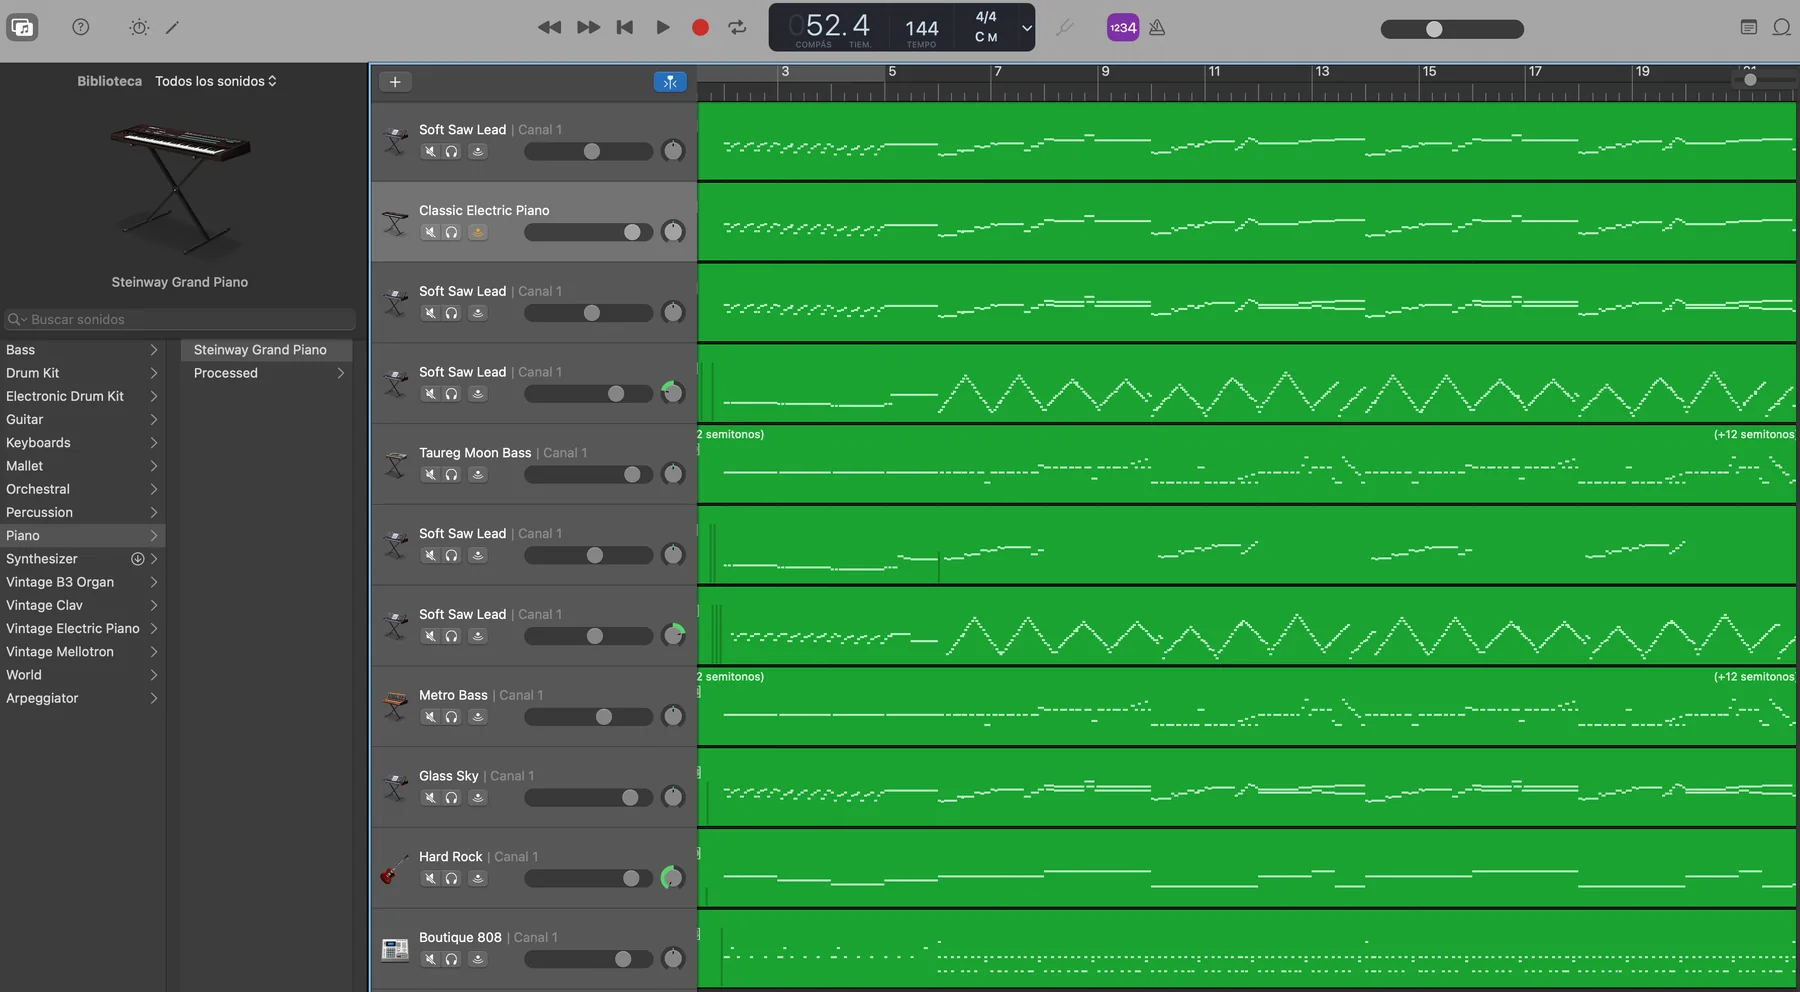 052.4
COMPÁS TIEM.
144
TEMPO
4/4
C M
1234
Biblioteca Todos los sonidos
3 5 7 9 11 13 15 17 19 21
Steinway Grand Piano
Buscar sonidos
Bass
Drum Kit
Electronic Drum Kit
Guitar
Keyboards
Mallet
Orchestral
Percussion
Piano
Synthesizer
Vintage B3 Organ
Vintage Clav
Vintage Electric Piano
Vintage Mellotron
World
Arpeggiator
Steinway Grand Piano
Processed
Soft Saw Lead | Canal 1
Classic Electric Piano
Soft Saw Lead | Canal 1
Soft Saw Lead | Canal 1
Taureg Moon Bass | Canal 1
2 semitonos) (+12 semitonos
Soft Saw Lead | Canal 1
Soft Saw Lead | Canal 1
Metro Bass | Canal 1
2 semitonos) (+12 semitonos
Glass Sky | Canal 1
Hard Rock | Canal 1
Boutique 808 | Canal 1